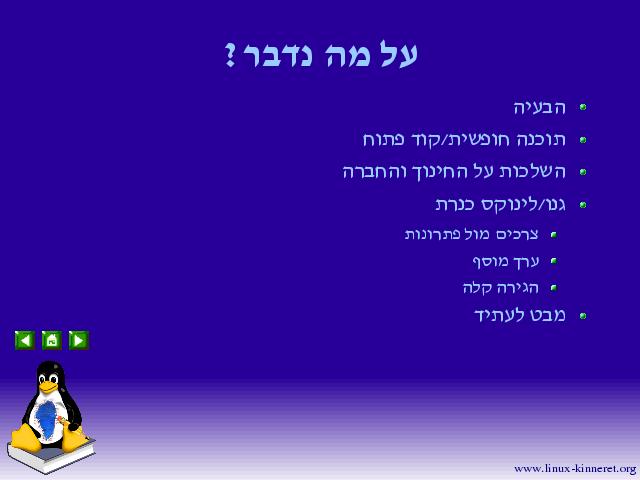 על מה נדבר ?
הבעיה
תוכנה חופשית/קוד פתוח
השלכות על החינוך והחברה
גנו/לינוקס כנרת
צרכים מול פתרונות
ערך מוסף
הגירה קלה
מבט לעתיד
www.linux-kinneret.org